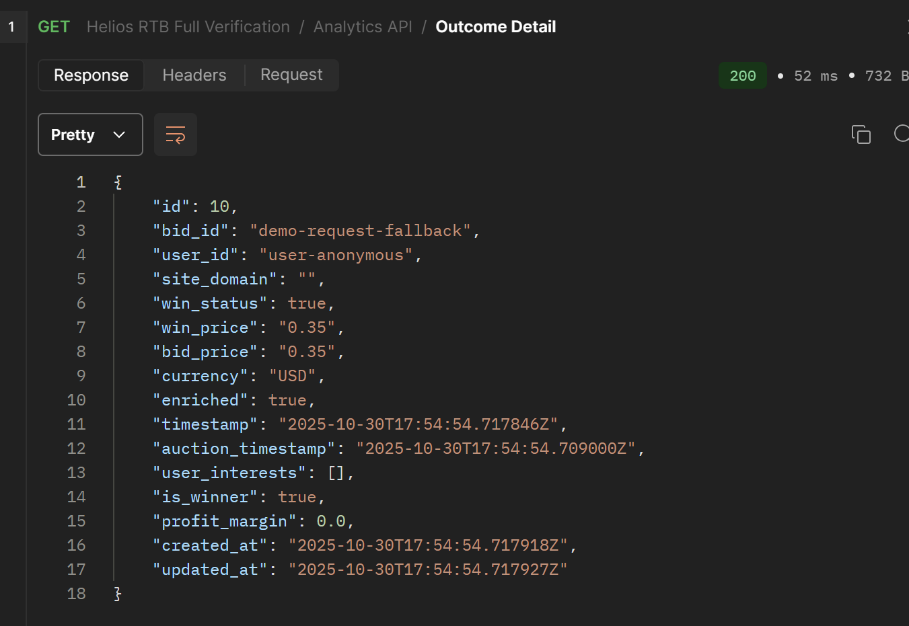 1 GET Helios RTB Full Verification / Analytics API / Outcome Detail
Response Headers Request 200 • 52 ms • 732 B
Pretty
1 {
2 "id": 10,
3 "bid_id": "demo-request-fallback",
4 "user_id": "user-anonymous",
5 "site_domain": "",
6 "win_status": true,
7 "win_price": "0.35",
8 "bid_price": "0.35",
9 "currency": "USD",
10 "enriched": true,
11 "timestamp": "2025-10-30T17:54:54.717846Z",
12 "auction_timestamp": "2025-10-30T17:54:54.709000Z",
13 "user_interests": [],
14 "is_winner": true,
15 "profit_margin": 0.0,
16 "created_at": "2025-10-30T17:54:54.717918Z",
17 "updated_at": "2025-10-30T17:54:54.717927Z"
18 }